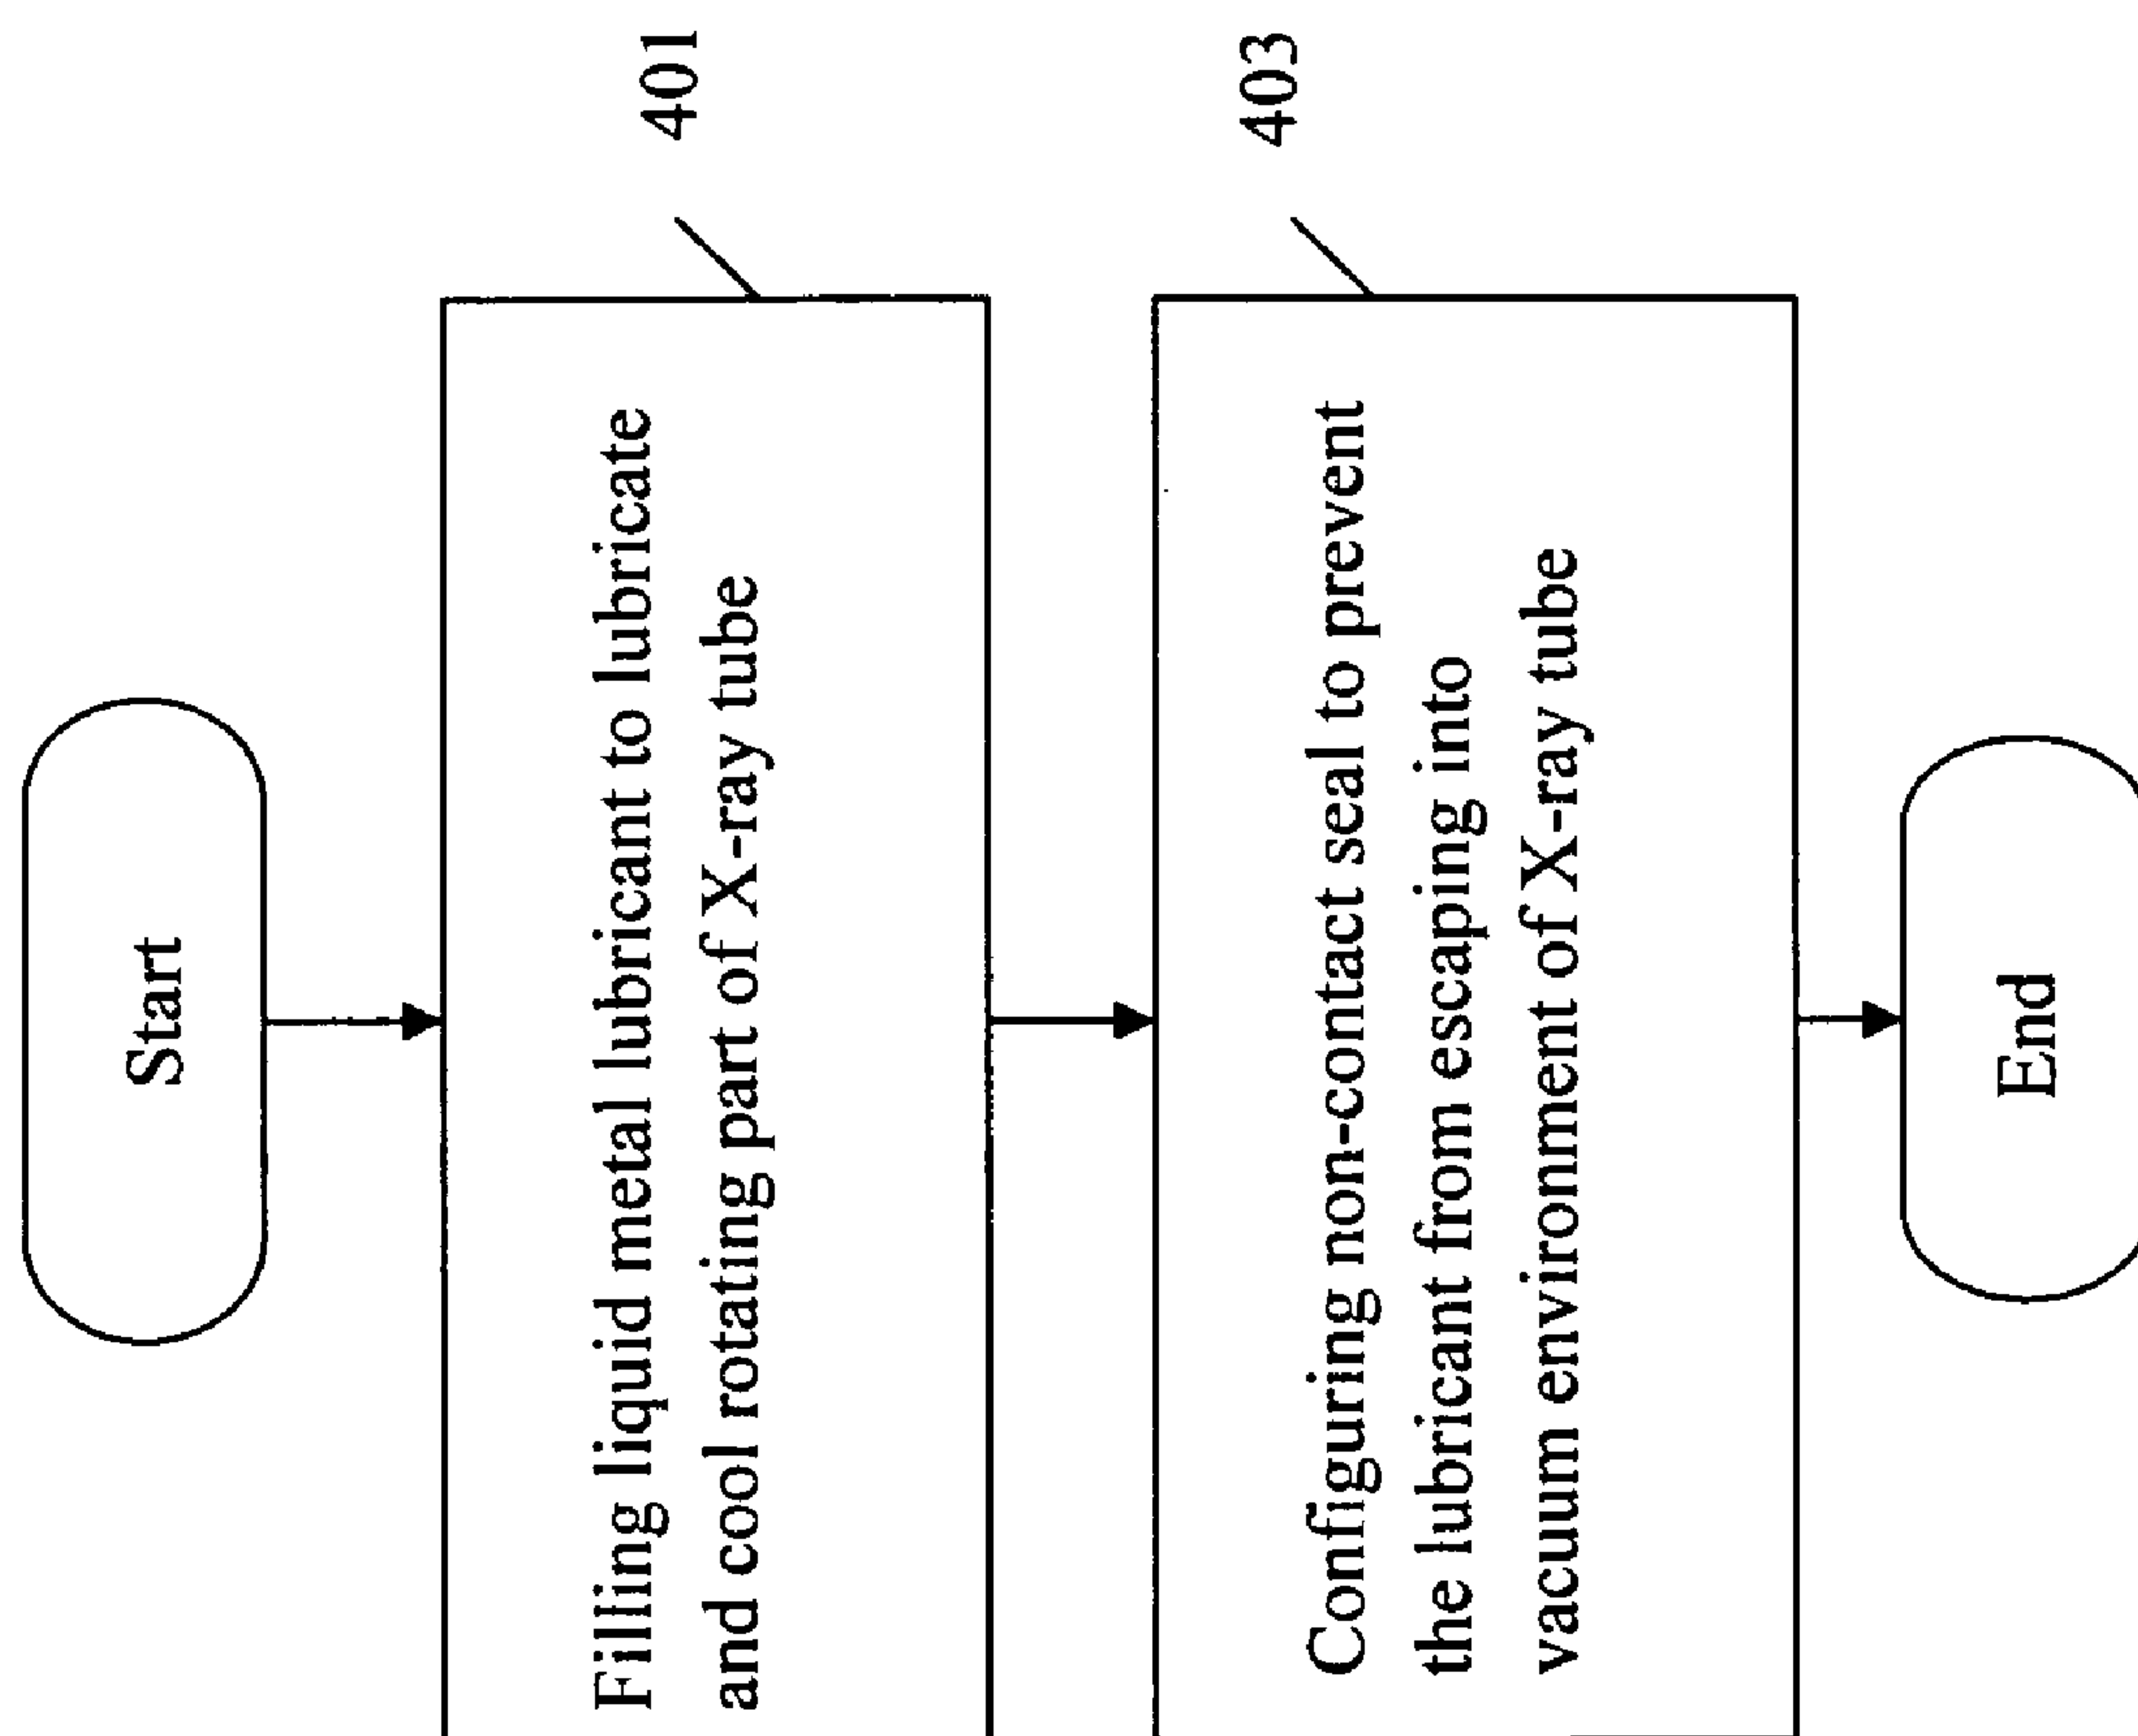 Start
Filling liquid metal lubricant to lubricate
and cool rotating part of X-ray tube
401
Configuring non-contact seal to prevent
the lubricant from escaping into
vacuum environment of X-ray tube
403
End